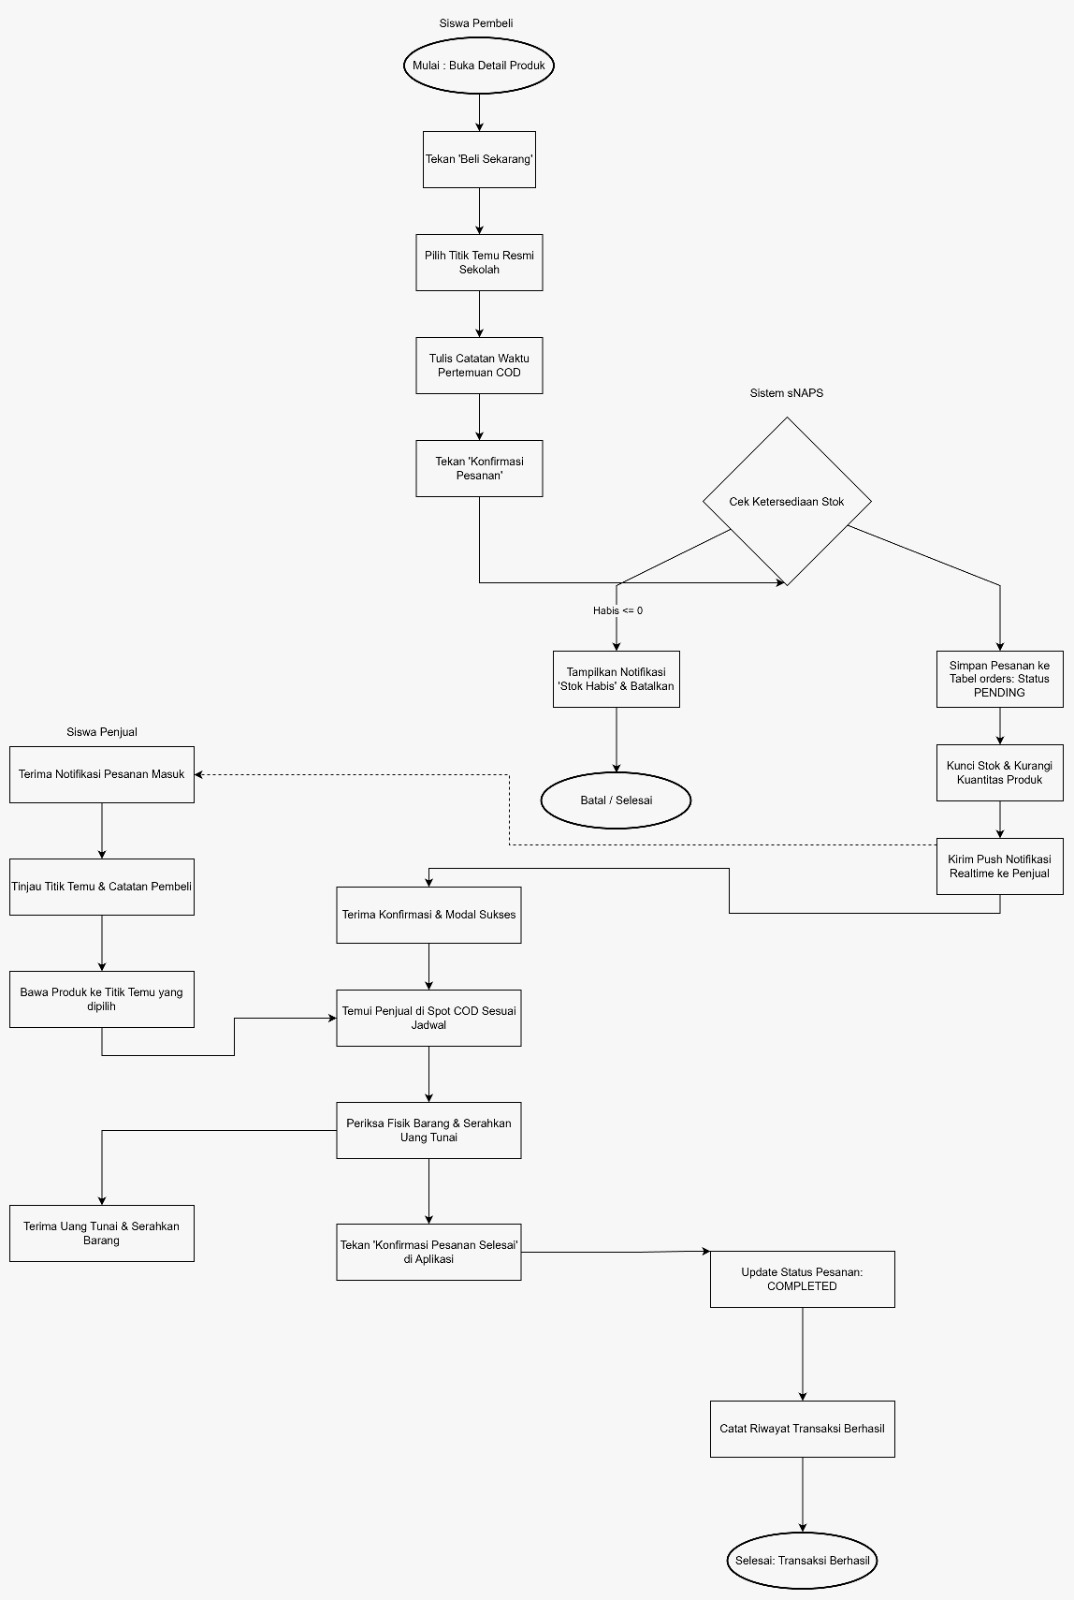 Siswa Pembeli
Mulai : Buka Detail Produk
Tekan 'Beli Sekarang'
Pilih Titik Temu Resmi
Sekolah
Tulis Catatan Waktu
Pertemuan COD
Tekan 'Konfirmasi
Pesanan'
Sistem sNAPS
Cek Ketersediaan Stok
Habis <= 0
Tampilkan Notifikasi
'Stok Habis' & Batalkan
Batal / Selesai
Simpan Pesanan ke
Tabel orders: Status
PENDING
Kunci Stok & Kurangi
Kuantitas Produk
Kirim Push Notifikasi
Realtime ke Penjual
Siswa Penjual
Terima Notifikasi Pesanan Masuk
Tinjau Titik Temu & Catatan Pembeli
Bawa Produk ke Titik Temu yang
dipilih
Terima Konfirmasi & Modal Sukses
Temui Penjual di Spot COD Sesuai
Jadwal
Periksa Fisik Barang & Serahkan
Uang Tunai
Terima Uang Tunai & Serahkan
Barang
Tekan 'Konfirmasi Pesanan Selesai'
di Aplikasi
Update Status Pesanan:
COMPLETED
Catat Riwayat Transaksi Berhasil
Selesai: Transaksi Berhasil